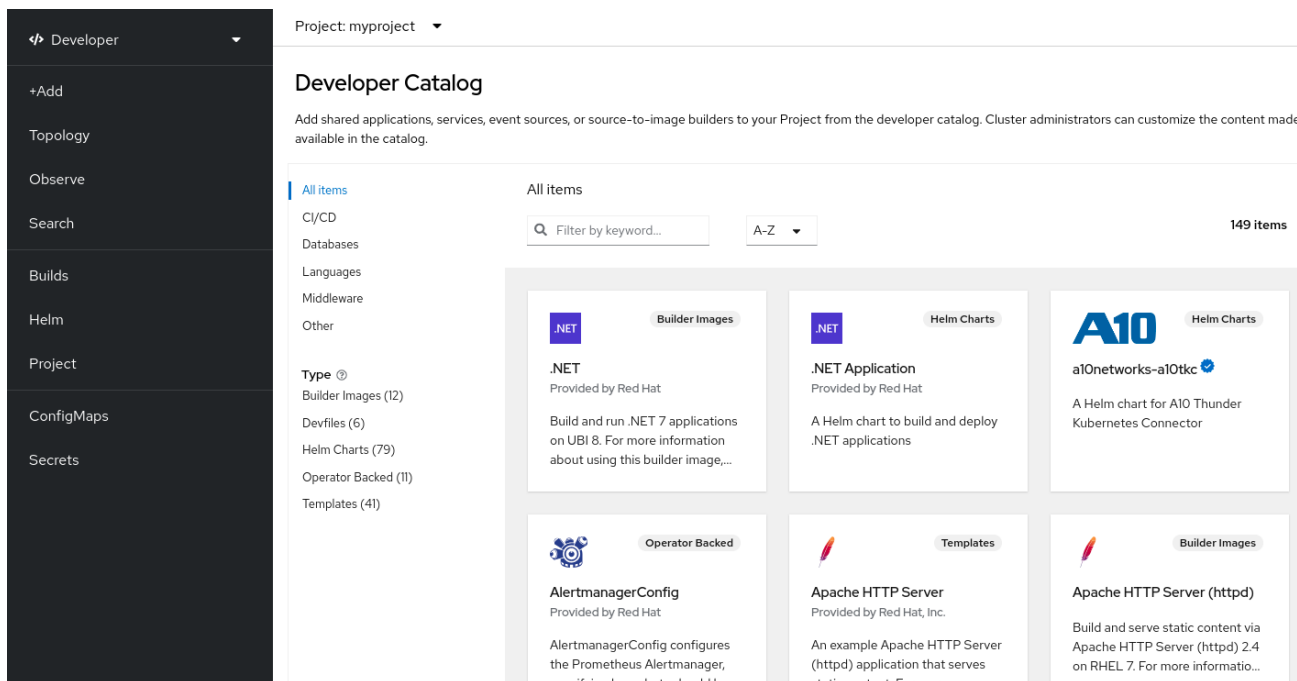 Developer
+Add
Topology
Observe
Search
Builds
Helm
Project
ConfigMaps
Secrets
Project: myproject
Developer Catalog
Add shared applications, services, event sources, or source-to-image builders to your Project from the developer catalog. Cluster administrators can customize the content made
available in the catalog.
All items
CI/CD
Databases
Languages
Middleware
Other
Type
Builder Images (12)
Devfiles (6)
Helm Charts (79)
Operator Backed (11)
Templates (41)
All items
Filter by keyword...
A-Z
149 items
.NET
Builder Images
.NET
Provided by Red Hat
Build and run .NET 7 applications
on UBI 8. For more information
about using this builder image,...
.NET
Helm Charts
.NET Application
Provided by Red Hat
A Helm chart to build and deploy
.NET applications
A10
Helm Charts
a10networks-a10tkc
A Helm chart for A10 Thunder
Kubernetes Connector
Operator Backed
AlertmanagerConfig
Provided by Red Hat
AlertmanagerConfig configures
the Prometheus Alertmanager,
Templates
Apache HTTP Server
Provided by Red Hat, Inc.
An example Apache HTTP Server
(httpd) application that serves
Builder Images
Apache HTTP Server (httpd)
Build and serve static content via
Apache HTTP Server (httpd) 2.4
on RHEL 7. For more informatio...